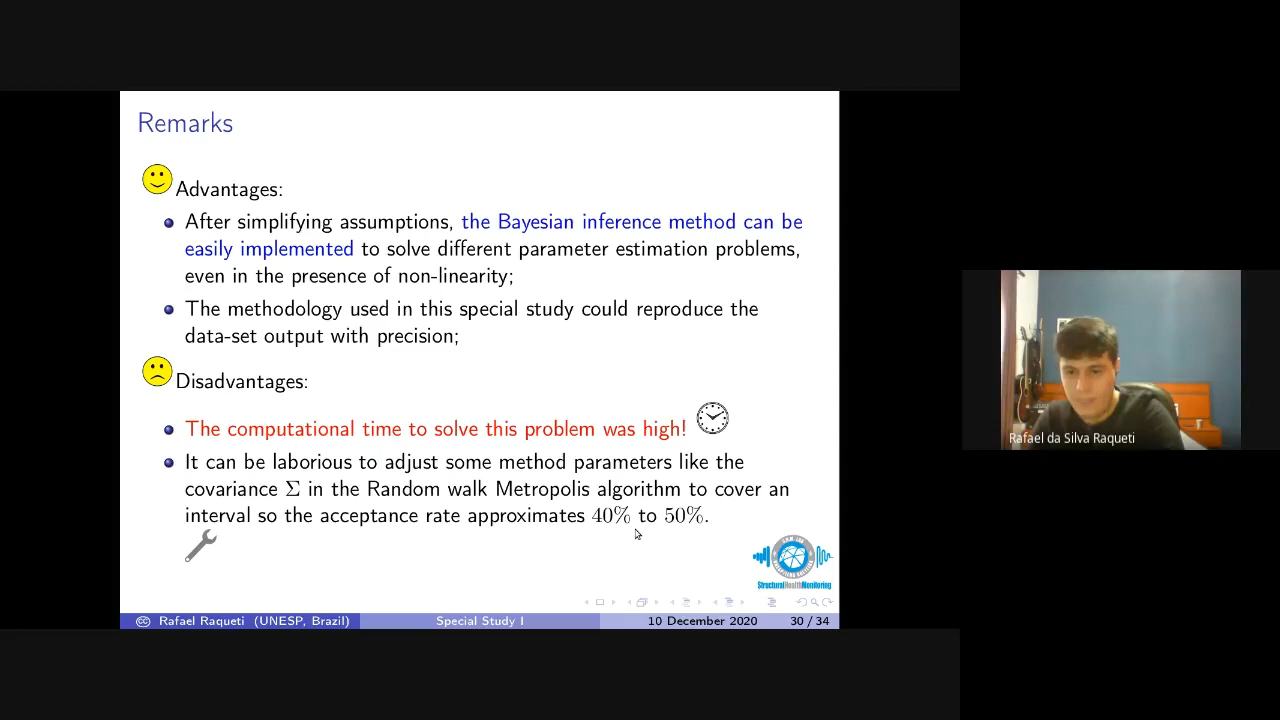 Remarks
Advantages:
After simplifying assumptions, the Bayesian inference method can be
easily implemented to solve different parameter estimation problems,
even in the presence of non-linearity;
The methodology used in this special study could reproduce the
data-set output with precision;
Disadvantages:
The computational time to solve this problem was high!
It can be laborious to adjust some method parameters like the
covariance Σ in the Random walk Metropolis algorithm to cover an
interval so the acceptance rate approximates 40% to 50%.
StructuralHealthMonitoring
cc Rafael Raqueti (UNESP, Brazil) Special Study I 10 December 2020 30 / 34
Rafael da Silva Raqueti